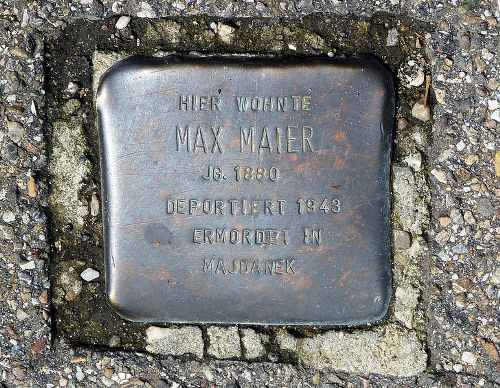 HIER WOHNTE
MAX MAIER
JG. 1880
DEPORTIERT 1943
ERMORDET IN
MAJDANEK